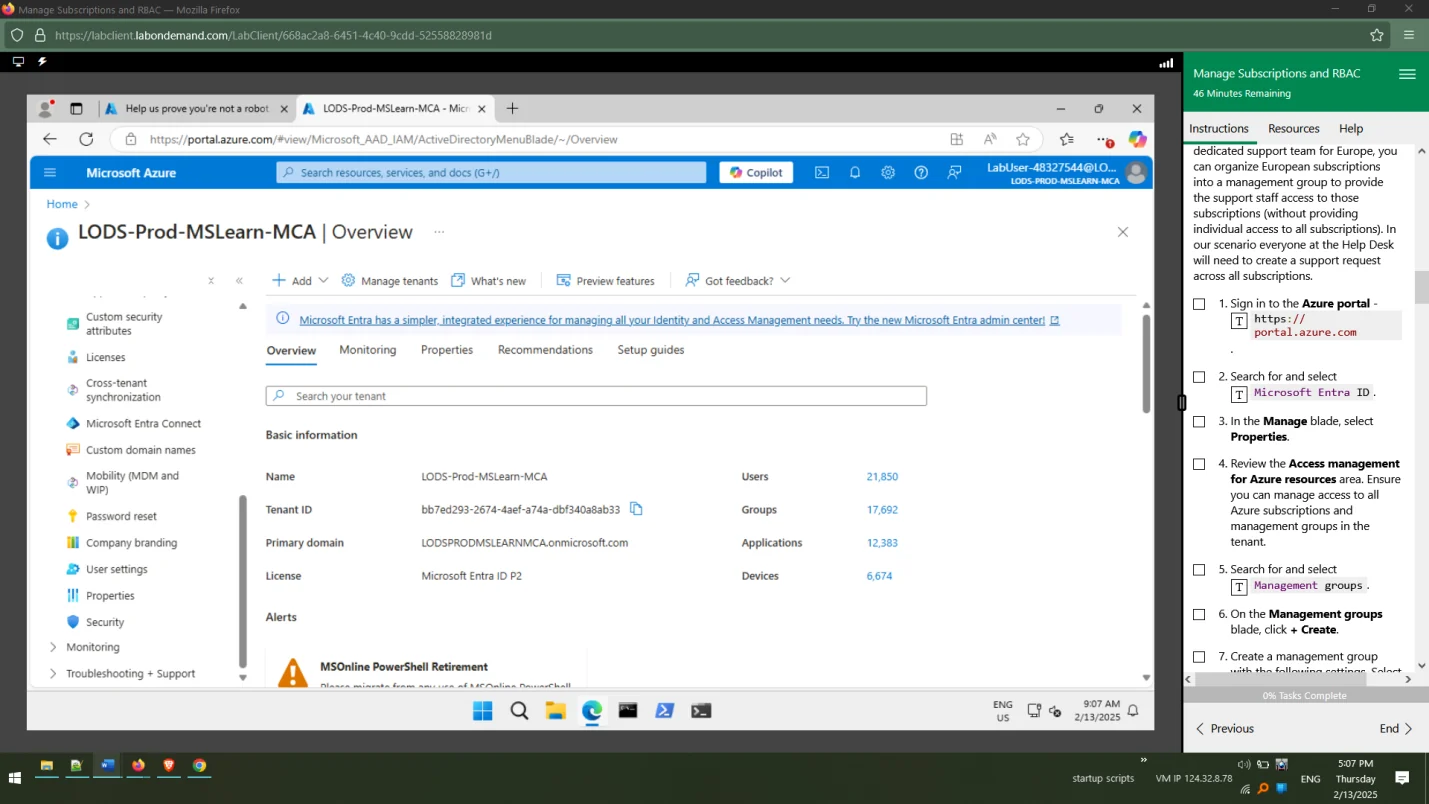 Manage Subscriptions and RBAC — Mozilla Firefox
https://labclient.labondemand.com/LabClient/668ac2a8-6451-4c40-9cdd-52558828981d
Help us prove you're not a robot
LODS-Prod-MSLearn-MCA - Micr
https://portal.azure.com/#view/Microsoft_AAD_IAM/ActiveDirectoryMenuBlade/~/Overview
Microsoft Azure
Search resources, services, and docs (G+/)
Copilot
LabUser-48327544@LO...
LODS-PROD-MSLEARN-MCA
Home
LODS-Prod-MSLearn-MCA | Overview
Add
Manage tenants
What's new
Preview features
Got feedback?
Custom security
attributes
Licenses
Cross-tenant
synchronization
Microsoft Entra Connect
Custom domain names
Mobility (MDM and
WIP)
Password reset
Company branding
User settings
Properties
Security
Monitoring
Troubleshooting + Support
Microsoft Entra has a simpler, integrated experience for managing all your Identity and Access Management needs. Try the new Microsoft Entra admin center!
Overview
Monitoring
Properties
Recommendations
Setup guides
Search your tenant
Basic information
Name
LODS-Prod-MSLearn-MCA
Users
21,850
Tenant ID
bb7ed293-2674-4aef-a74a-dbf340a8ab33
Groups
17,692
Primary domain
LODSPRODMSLEARNMCA.onmicrosoft.com
Applications
12,383
License
Microsoft Entra ID P2
Devices
6,674
Alerts
MSOnline PowerShell Retirement
Please migrate from any use of MSOnline PowerShell
ENG
US
9:07 AM
2/13/2025
Manage Subscriptions and RBAC
46 Minutes Remaining
Instructions
Resources
Help
dedicated support team for Europe, you
can organize European subscriptions
into a management group to provide
the support staff access to those
subscriptions (without providing
individual access to all subscriptions). In
our scenario everyone at the Help Desk
will need to create a support request
across all subscriptions.
1. Sign in to the Azure portal -
T https://
portal.azure.com
.
2. Search for and select
T Microsoft Entra ID.
3. In the Manage blade, select
Properties.
4. Review the Access management
for Azure resources area. Ensure
you can manage access to all
Azure subscriptions and
management groups in the
tenant.
5. Search for and select
T Management groups.
6. On the Management groups
blade, click + Create.
7. Create a management group
with the following settings. Select
0% Tasks Complete
Previous
End
startup scripts
VM IP 124.32.8.78
ENG
5:07 PM
Thursday
2/13/2025